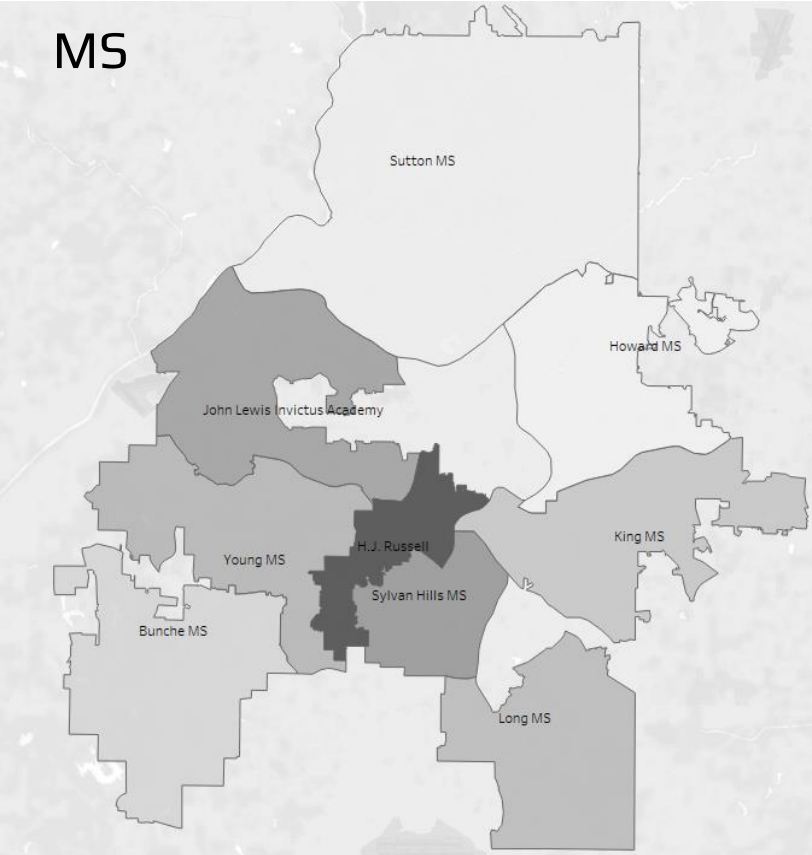 MS
Sutton MS
Howard MS
John Lewis Invictus Academy
King MS
H.J. Russell
Young MS
Sylvan Hills MS
Bunche MS
Long MS